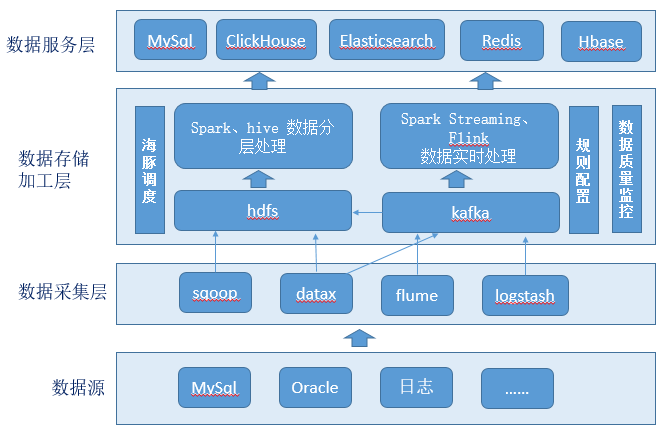 数据服务层
MySql
ClickHouse
Elasticsearch
Redis
Hbase
数据存储
加工层
海豚调度
Spark、hive 数据分
层处理
Spark Streaming、
Flink
数据实时处理
规则配置
数据质量监控
hdfs
kafka
数据采集层
sqoop
datax
flume
logstash
数据源
MySql
Oracle
日志
......